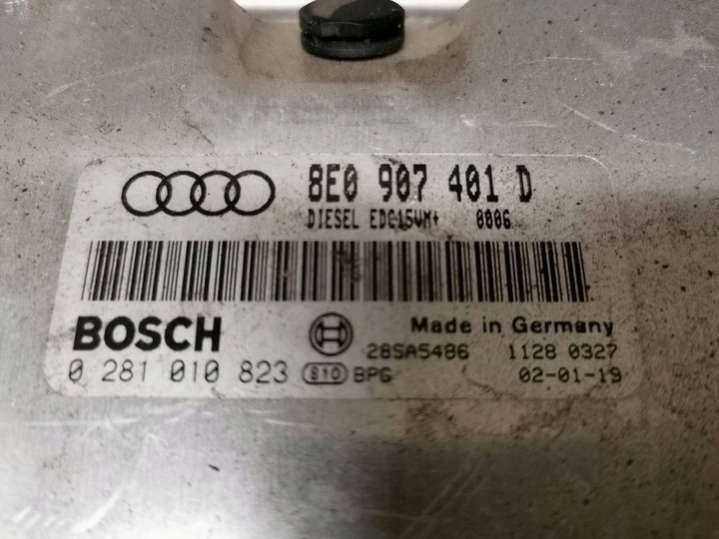 8E0 907 401 D
DIESEL EDC15VM+ 0006
BOSCH
Made in Germany
28SA5486 1128 0327
0 281 010 823 810 BPG 02-01-19